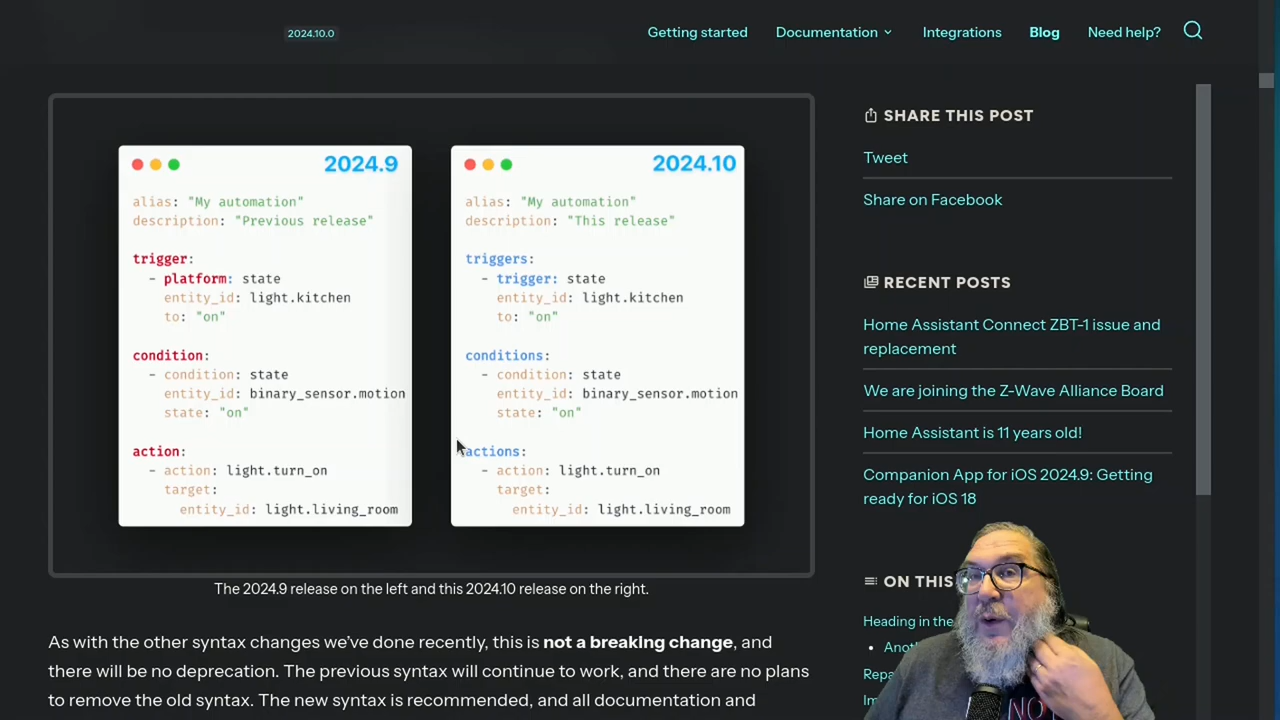 2024.10.0
Getting started
Documentation
Integrations
Blog
Need help?
2024.9
alias: "My automation"
description: "Previous release"
trigger:
- platform: state
entity_id: light.kitchen
to: "on"
condition:
- condition: state
entity_id: binary_sensor.motion
state: "on"
action:
- action: light.turn_on
target:
entity_id: light.living_room
2024.10
alias: "My automation"
description: "This release"
triggers:
- trigger: state
entity_id: light.kitchen
to: "on"
conditions:
- condition: state
entity_id: binary_sensor.motion
state: "on"
actions:
- action: light.turn_on
target:
entity_id: light.living_room
The 2024.9 release on the left and this 2024.10 release on the right.
As with the other syntax changes we've done recently, this is not a breaking change, and
there will be no deprecation. The previous syntax will continue to work, and there are no plans
to remove the old syntax. The new syntax is recommended, and all documentation and
SHARE THIS POST
Tweet
Share on Facebook
RECENT POSTS
Home Assistant Connect ZBT-1 issue and
replacement
We are joining the Z-Wave Alliance Board
Home Assistant is 11 years old!
Companion App for iOS 2024.9: Getting
ready for iOS 18
ON THIS
Heading in the
NOT